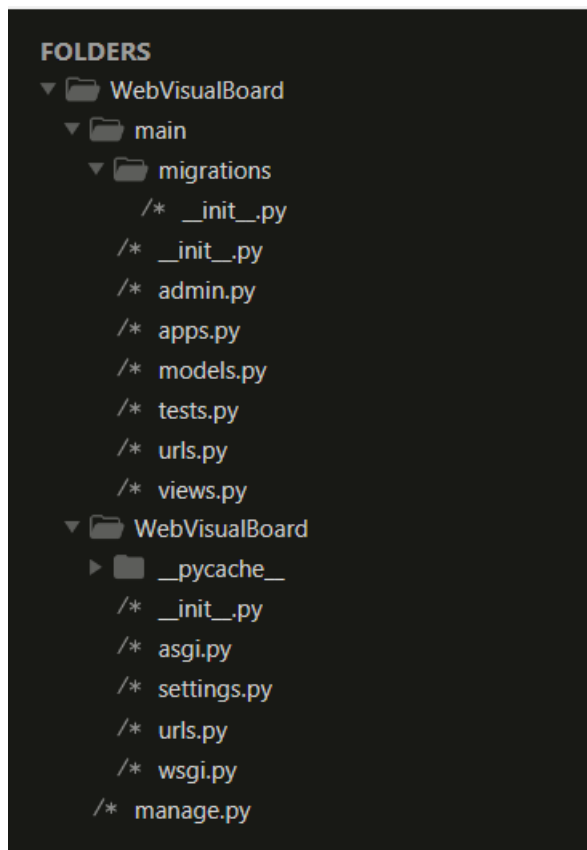 FOLDERS
WebVisualBoard
main
migrations
/* __init__.py
/* __init__.py
/* admin.py
/* apps.py
/* models.py
/* tests.py
/* urls.py
/* views.py
WebVisualBoard
__pycache__
/* __init__.py
/* asgi.py
/* settings.py
/* urls.py
/* wsgi.py
/* manage.py